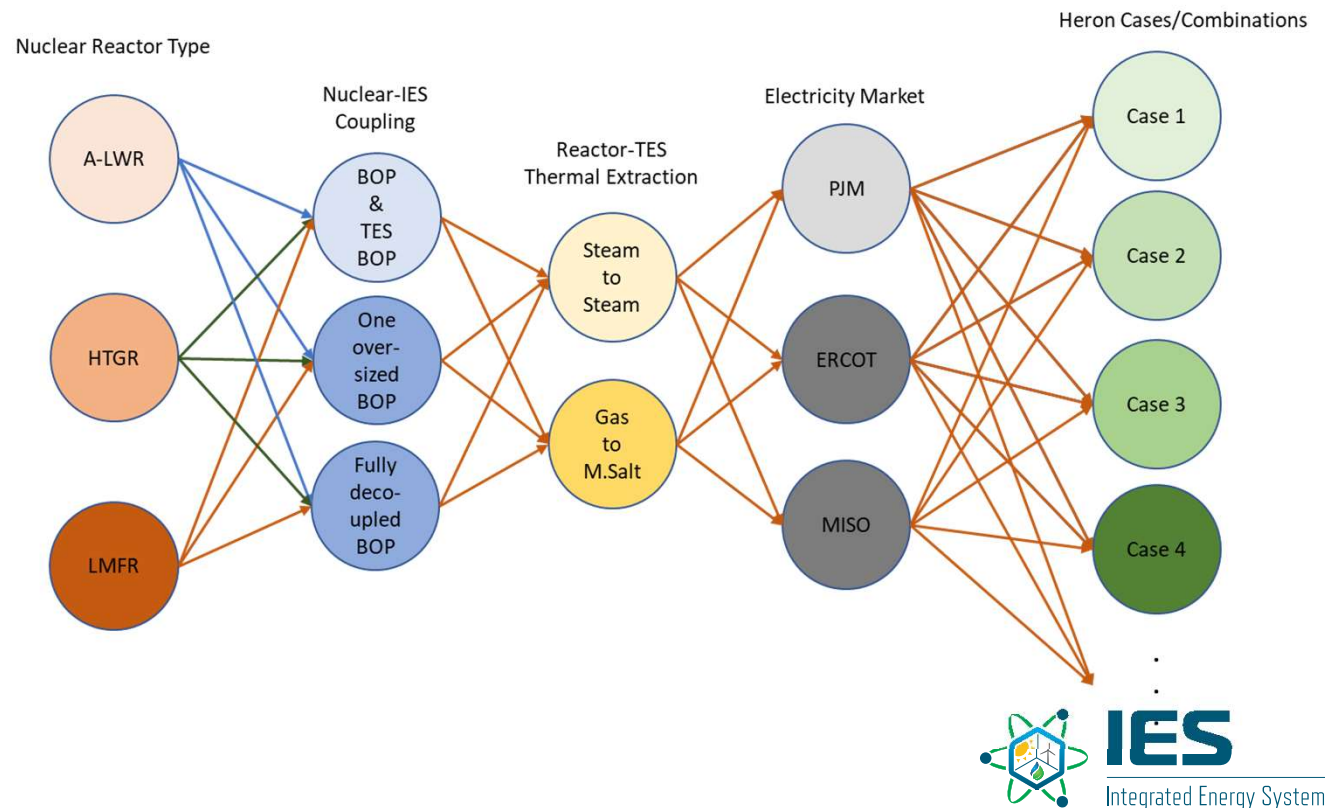 Nuclear Reactor Type
A-LWR
HTGR
LMFR
Nuclear-IES
Coupling
BOP
&
TES
BOP
One
over-
sized
BOP
Fully
deco-
upled
BOP
Reactor-TES
Thermal Extraction
Steam
to
Steam
Gas
to
M.Salt
Electricity Market
PJM
ERCOT
MISO
Heron Cases/Combinations
Case 1
Case 2
Case 3
Case 4
.
.
.
IES
Integrated Energy System